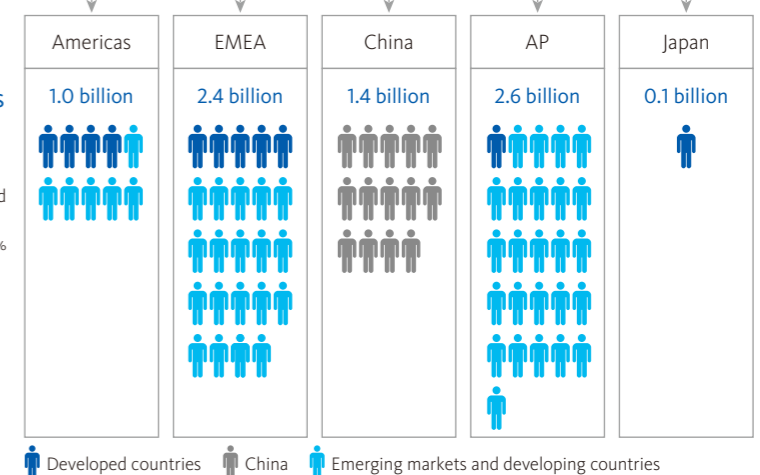 Americas
EMEA
China
AP
Japan
s
1.0 billion
2.4 billion
1.4 billion
2.6 billion
0.1 billion
d
%
Developed countries
China
Emerging markets and developing countries